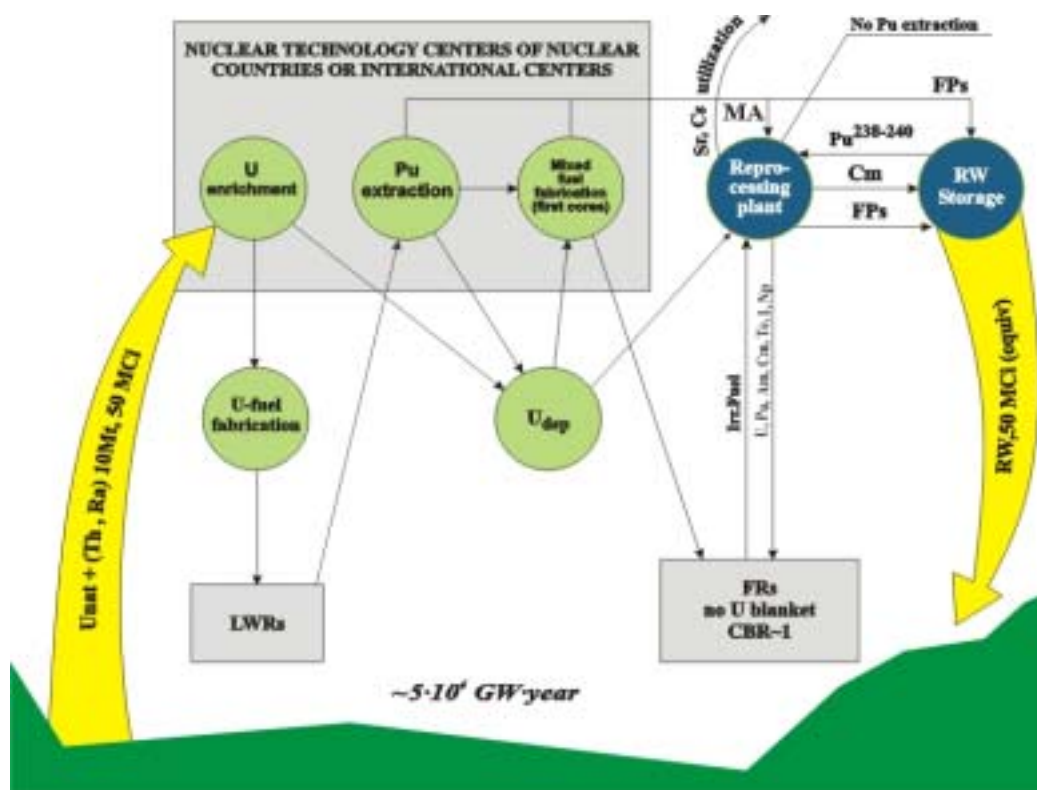 NUCLEAR TECHNOLOGY CENTERS OF NUCLEAR
COUNTRIES OR INTERNATIONAL CENTERS
No Pu extraction
Sr, Cs utilization
FPs
MA
Pu238-240
U
enrichment
Pu
extraction
Mixed
fuel
fabrication
(first cores)
Repro-
cessing
plant
Cm
FPs
RW
Storage
U-fuel
fabrication
Udep
Irr.Fuel
U, Pu, Am, Cm, Tc, I, Np
Unat + (Th , Ra) 10Mt, 50 MCI
RW,50 MCi (equiv)
LWRs
FRs
no U blanket
CBR~1
GW·year